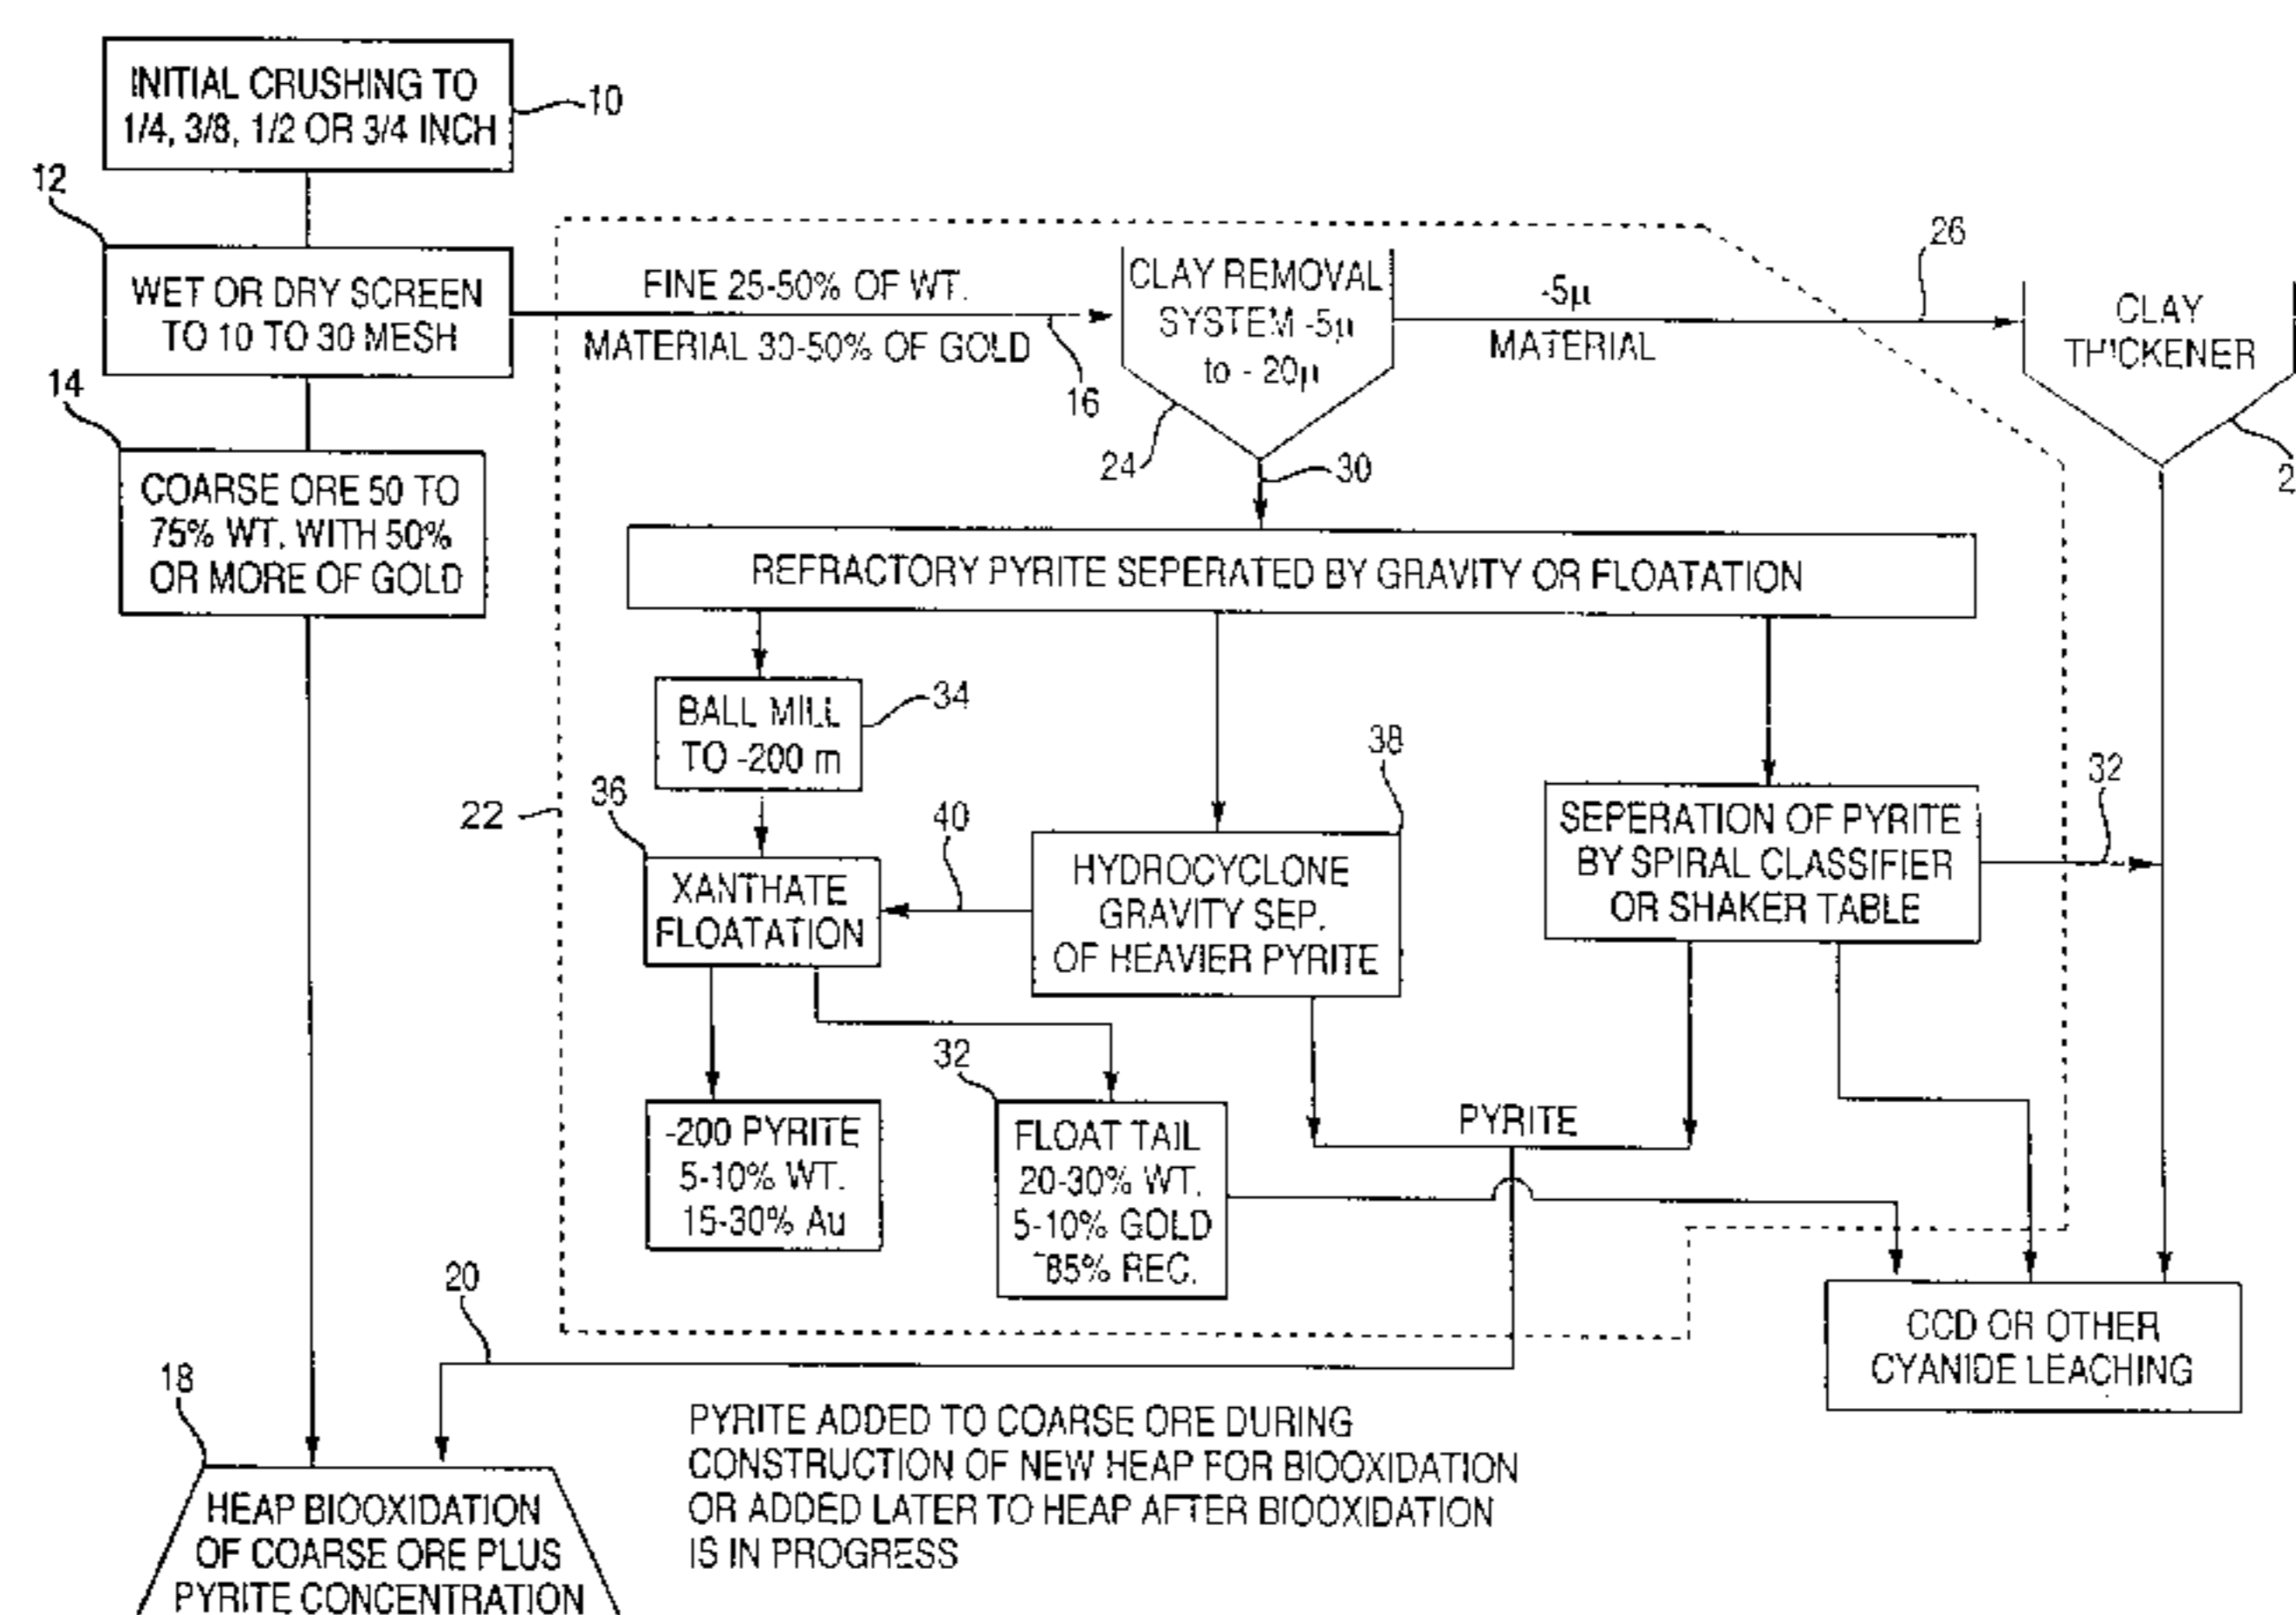 INITIAL CRUSHING TO
1/4, 3/8, 1/2 OR 3/4 INCH
10
12
WET OR DRY SCREEN
TO 10 TO 30 MESH
FINE 25-50% OF WT.
MATERIAL 30-50% OF GOLD
16
CLAY REMOVAL
SYSTEM -5µ
to - 20µ
24
-5µ
MATERIAL
26
CLAY
THICKENER
2
14
COARSE ORE 50 TO
75% WT. WITH 50%
OR MORE OF GOLD
30
REFRACTORY PYRITE SEPERATED BY GRAVITY OR FLOATATION
BALL MILL
TO -200 m
34
22
36
XANTHATE
FLOATATION
40
38
HYDROCYCLONE
GRAVITY SEP.
OF HEAVIER PYRITE
SEPERATION OF PYRITE
BY SPIRAL CLASSIFIER
OR SHAKER TABLE
32
-200 PYRITE
5-10% WT.
15-30% Au
32
FLOAT TAIL
20-30% WT.
5-10% GOLD
~85% REC.
PYRITE
CCD OR OTHER
CYANIDE LEACHING
20
18
HEAP BIOOXIDATION
OF COARSE ORE PLUS
PYRITE CONCENTRATION
PYRITE ADDED TO COARSE ORE DURING
CONSTRUCTION OF NEW HEAP FOR BIOOXIDATION
OR ADDED LATER TO HEAP AFTER BIOOXIDATION
IS IN PROGRESS